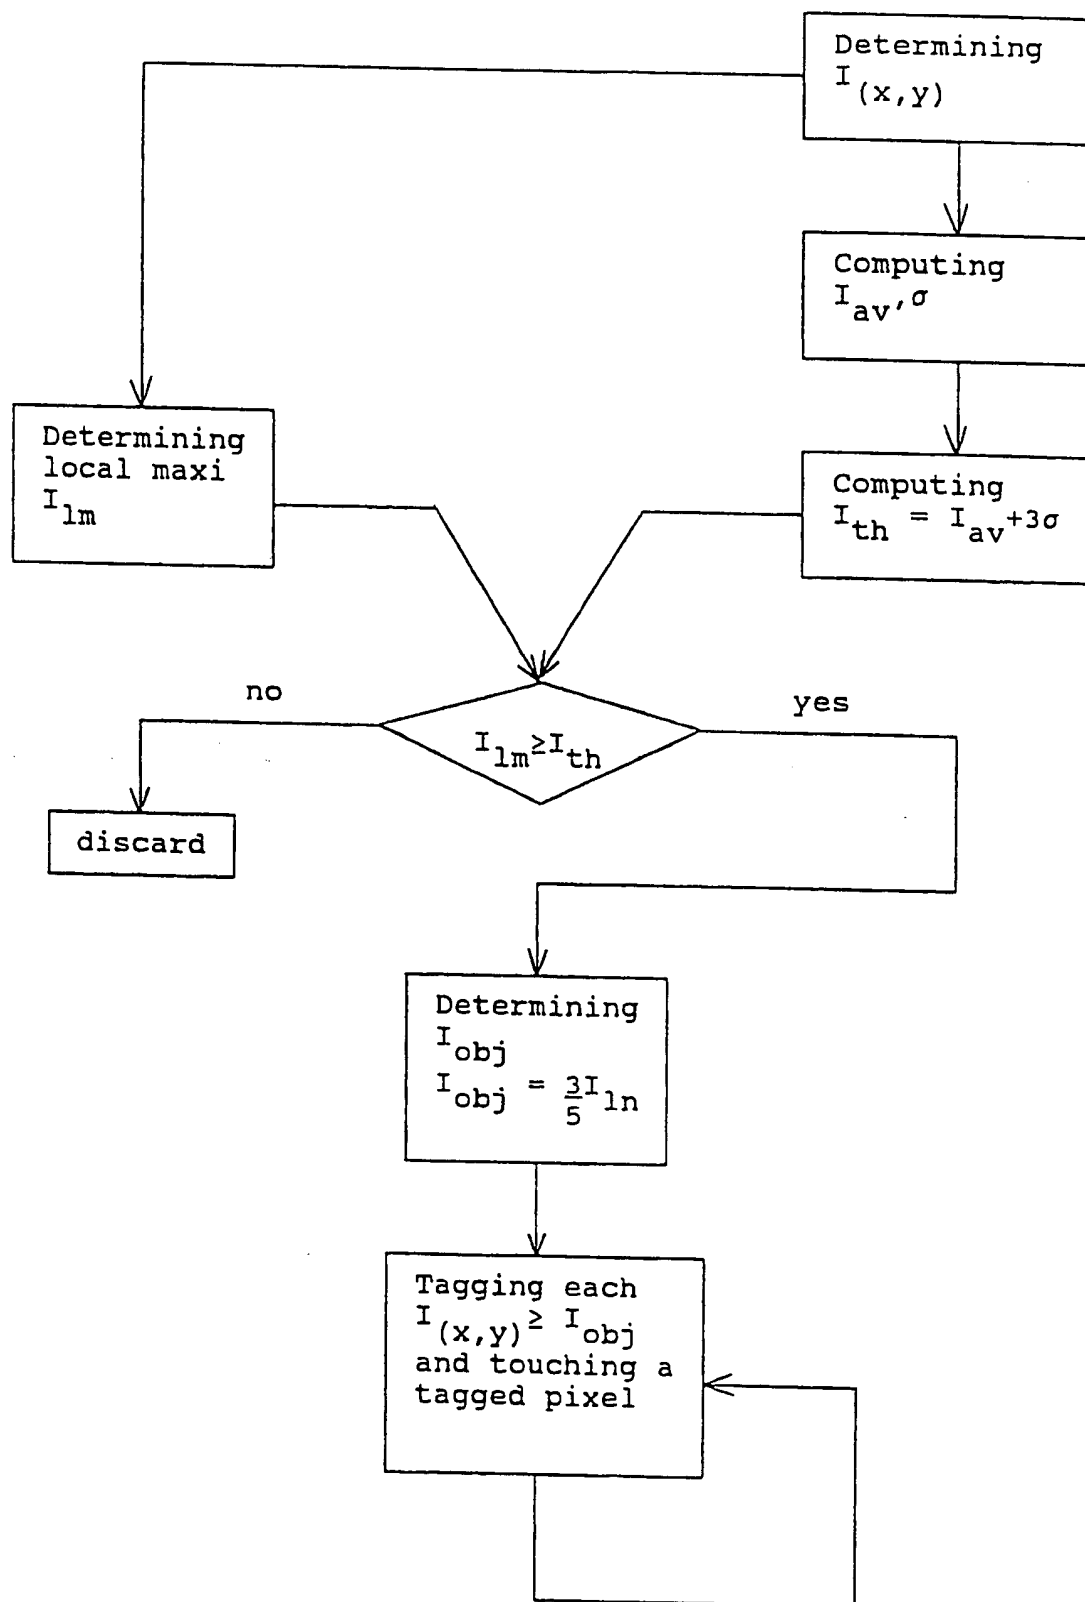 Determining
I(x,y)
Computing
Iav,σ
Determining
local maxi
Ilm
Computing
Ith = Iav+3σ
no
yes
Ilm≥Ith
discard
Determining
Iobj
Iobj = 3/5 Iln
Tagging each
I(x,y)≥ Iobj
and touching a
tagged pixel